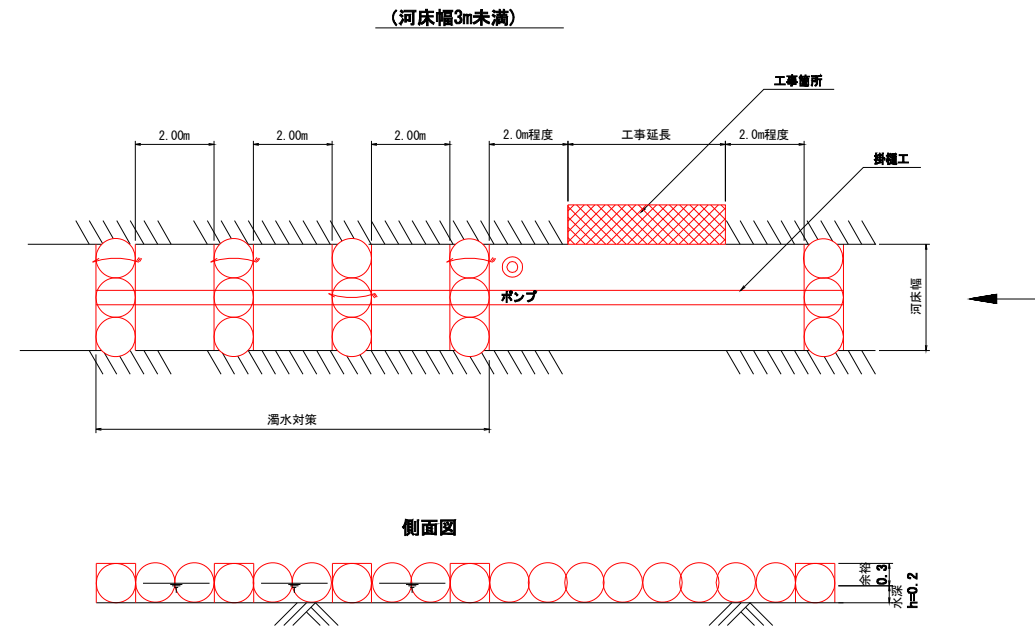 (河床幅3m未満)
工事箇所
2.00m
2.00m
2.00m
2.0m程度
工事延長
2.0m程度
掛樋工
ポンプ
河床幅
濁水対策
側面図
余裕
0.3
水深
h=0.2